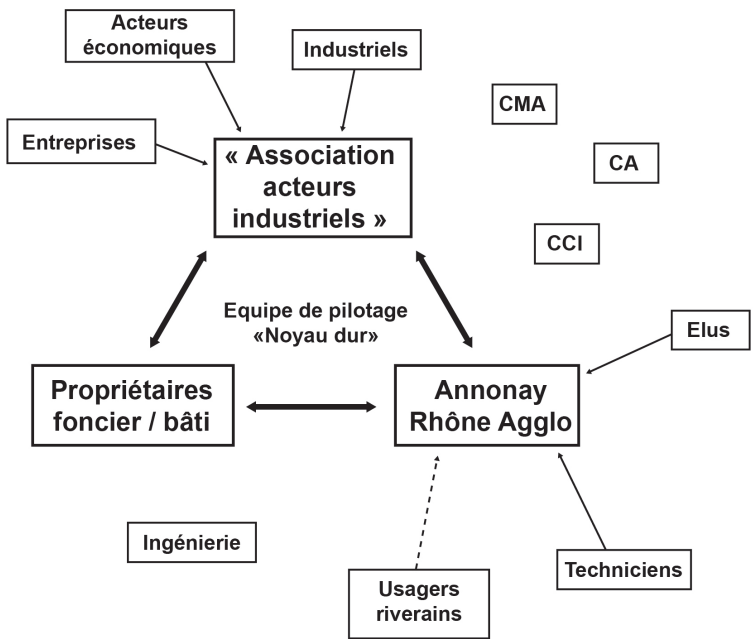 Acteurs
économiques
Industriels
CMA
Entreprises
« Association
acteurs
industriels »
CA
CCI
Equipe de pilotage
«Noyau dur»
Elus
Propriétaires
foncier / bâti
Annonay
Rhône Agglo
Ingénierie
Usagers
riverains
Techniciens